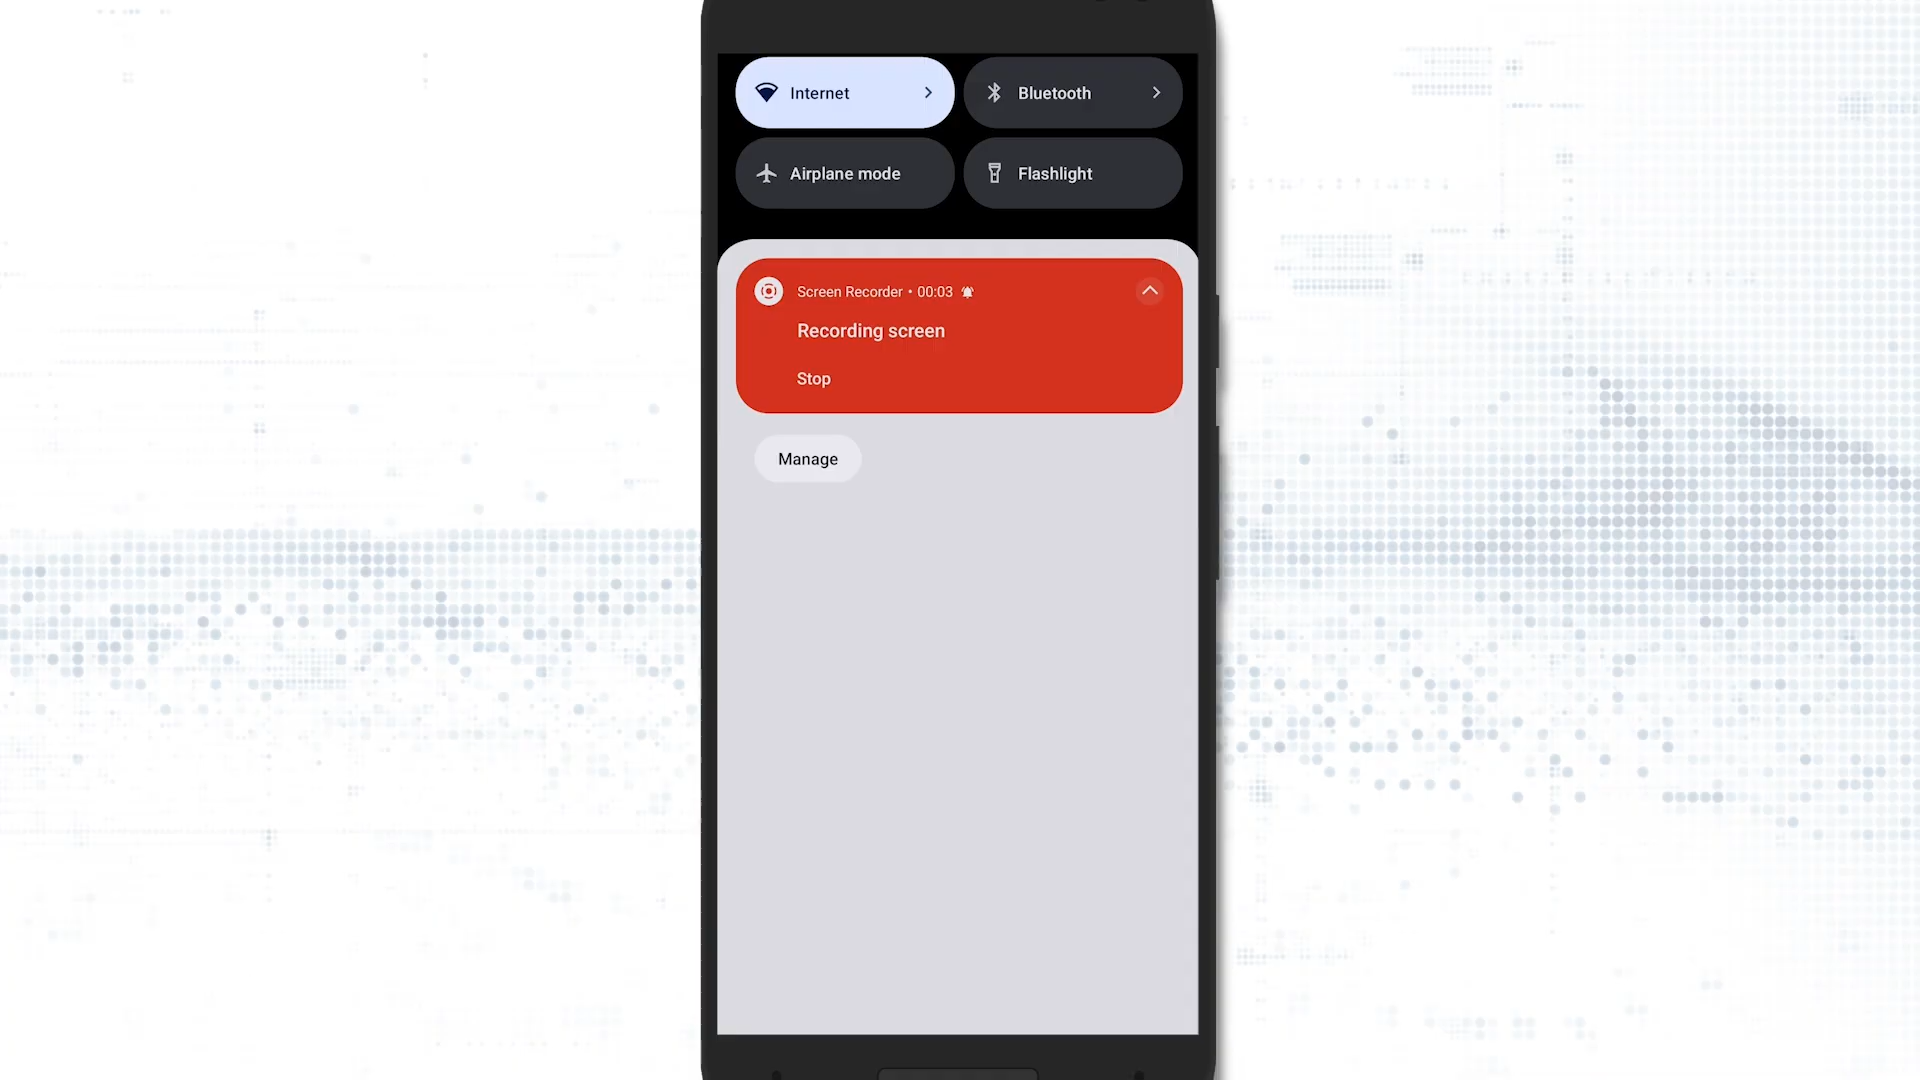 Internet
Bluetooth
Airplane mode
Flashlight
Screen Recorder • 00:03
Recording screen
Stop
Manage